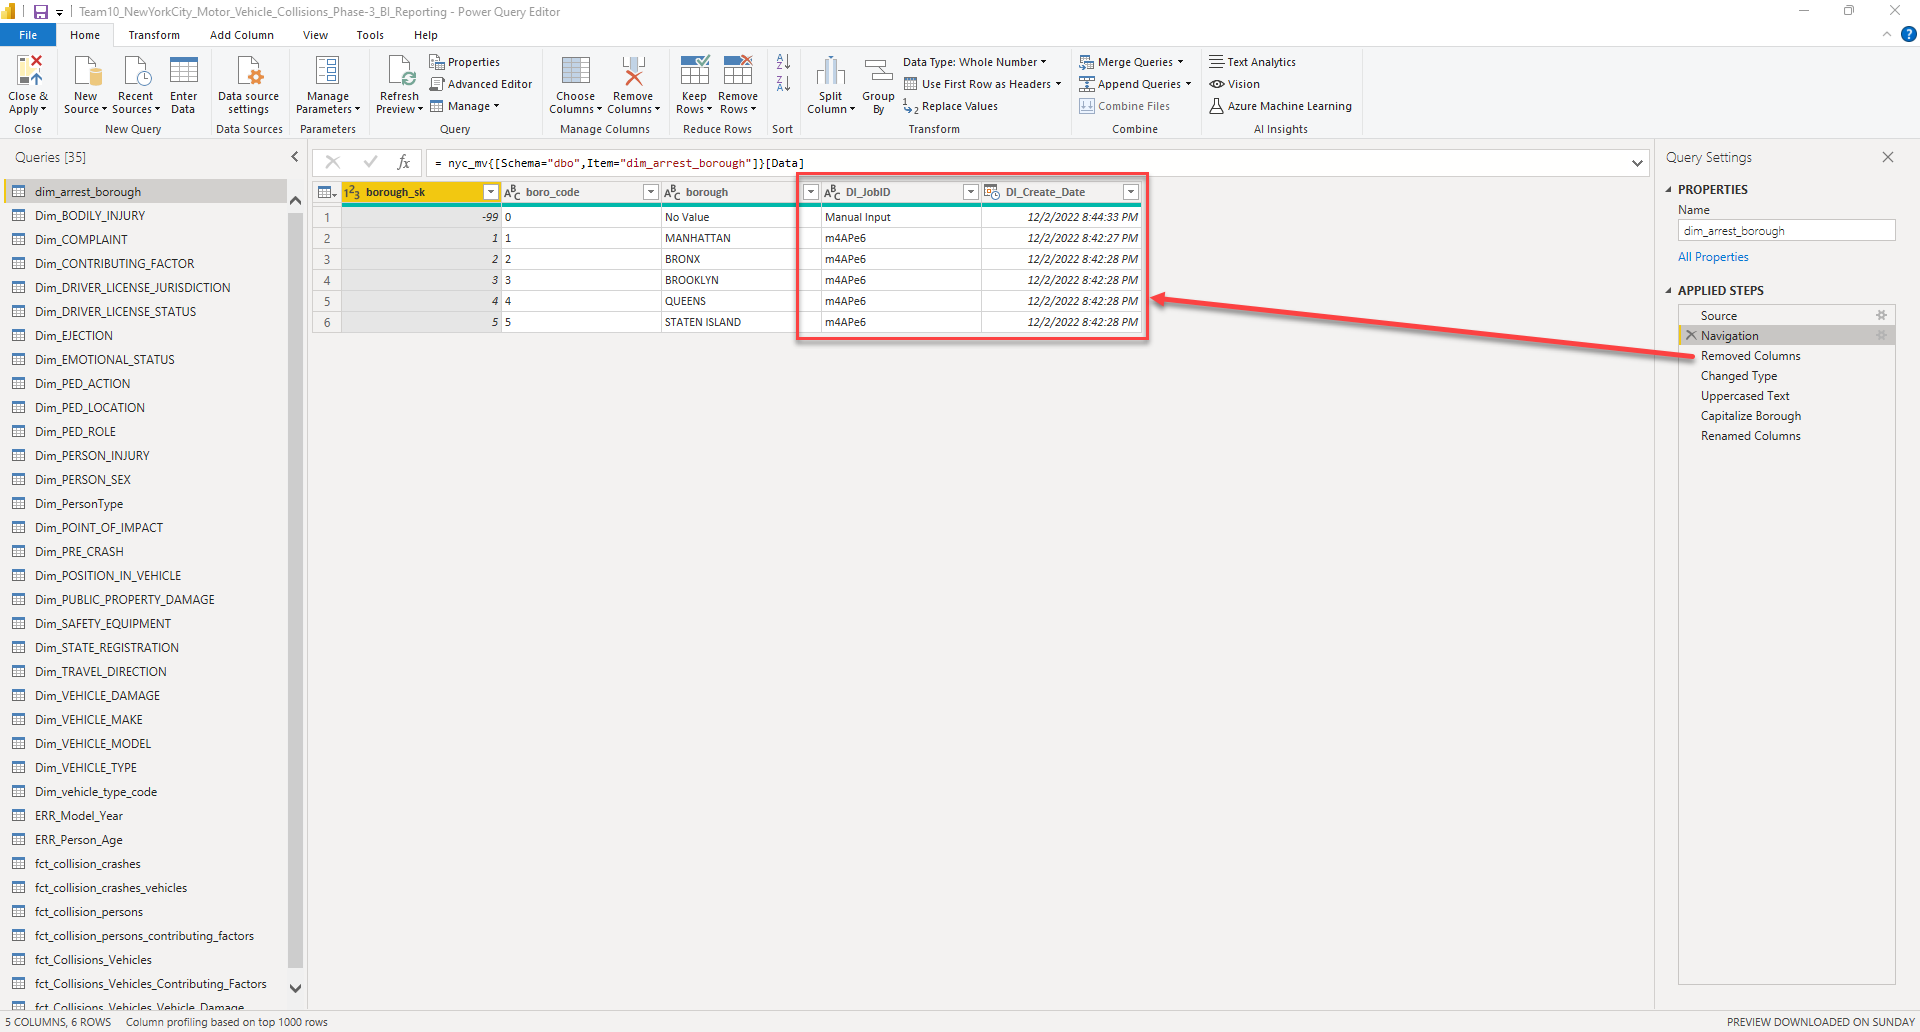 Team10_NewYorkCity_Motor_Vehicle_Collisions_Phase-3_BI_Reporting - Power Query Editor
File Home Transform Add Column View Tools Help
Close & Apply
New Source
Recent Sources
Enter Data
Data source settings
Manage Parameters
Refresh Preview
Properties
Advanced Editor
Manage
Choose Columns
Remove Columns
Keep Rows
Remove Rows
Split Column
Group By
Data Type: Whole Number
Use First Row as Headers
Replace Values
Merge Queries
Append Queries
Combine Files
Text Analytics
Vision
Azure Machine Learning
Close New Query Data Sources Parameters Query Manage Columns Reduce Rows Sort Transform Combine AI Insights
Queries [35]
dim_arrest_borough
Dim_BODILY_INJURY
Dim_COMPLAINT
Dim_CONTRIBUTING_FACTOR
Dim_DRIVER_LICENSE_JURISDICTION
Dim_DRIVER_LICENSE_STATUS
Dim_EJECTION
Dim_EMOTIONAL_STATUS
Dim_PED_ACTION
Dim_PED_LOCATION
Dim_PED_ROLE
Dim_PERSON_INJURY
Dim_PERSON_SEX
Dim_PersonType
Dim_POINT_OF_IMPACT
Dim_PRE_CRASH
Dim_POSITION_IN_VEHICLE
Dim_PUBLIC_PROPERTY_DAMAGE
Dim_SAFETY_EQUIPMENT
Dim_STATE_REGISTRATION
Dim_TRAVEL_DIRECTION
Dim_VEHICLE_DAMAGE
Dim_VEHICLE_MAKE
Dim_VEHICLE_MODEL
Dim_VEHICLE_TYPE
Dim_vehicle_type_code
ERR_Model_Year
ERR_Person_Age
fct_collision_crashes
fct_collision_crashes_vehicles
fct_collision_persons
fct_collision_persons_contributing_factors
fct_Collisions_Vehicles
fct_Collisions_Vehicles_Contributing_Factors
fct_Collisions_Vehicles_Vehicle_Damage
fx = nyc_mv{[Schema="dbo",Item="dim_arrest_borough"]}[Data]
123 borough_sk ABC boro_code ABC borough ABC DI_JobID DI_Create_Date
1 -99 0 No Value Manual Input 12/2/2022 8:44:33 PM
2 1 1 MANHATTAN m4APe6 12/2/2022 8:42:27 PM
3 2 2 BRONX m4APe6 12/2/2022 8:42:28 PM
4 3 3 BROOKLYN m4APe6 12/2/2022 8:42:28 PM
5 4 4 QUEENS m4APe6 12/2/2022 8:42:28 PM
6 5 5 STATEN ISLAND m4APe6 12/2/2022 8:42:28 PM
Query Settings
PROPERTIES
Name
dim_arrest_borough
All Properties
APPLIED STEPS
Source
Navigation
Removed Columns
Changed Type
Uppercased Text
Capitalize Borough
Renamed Columns
5 COLUMNS, 6 ROWS Column profiling based on top 1000 rows
PREVIEW DOWNLOADED ON SUNDAY